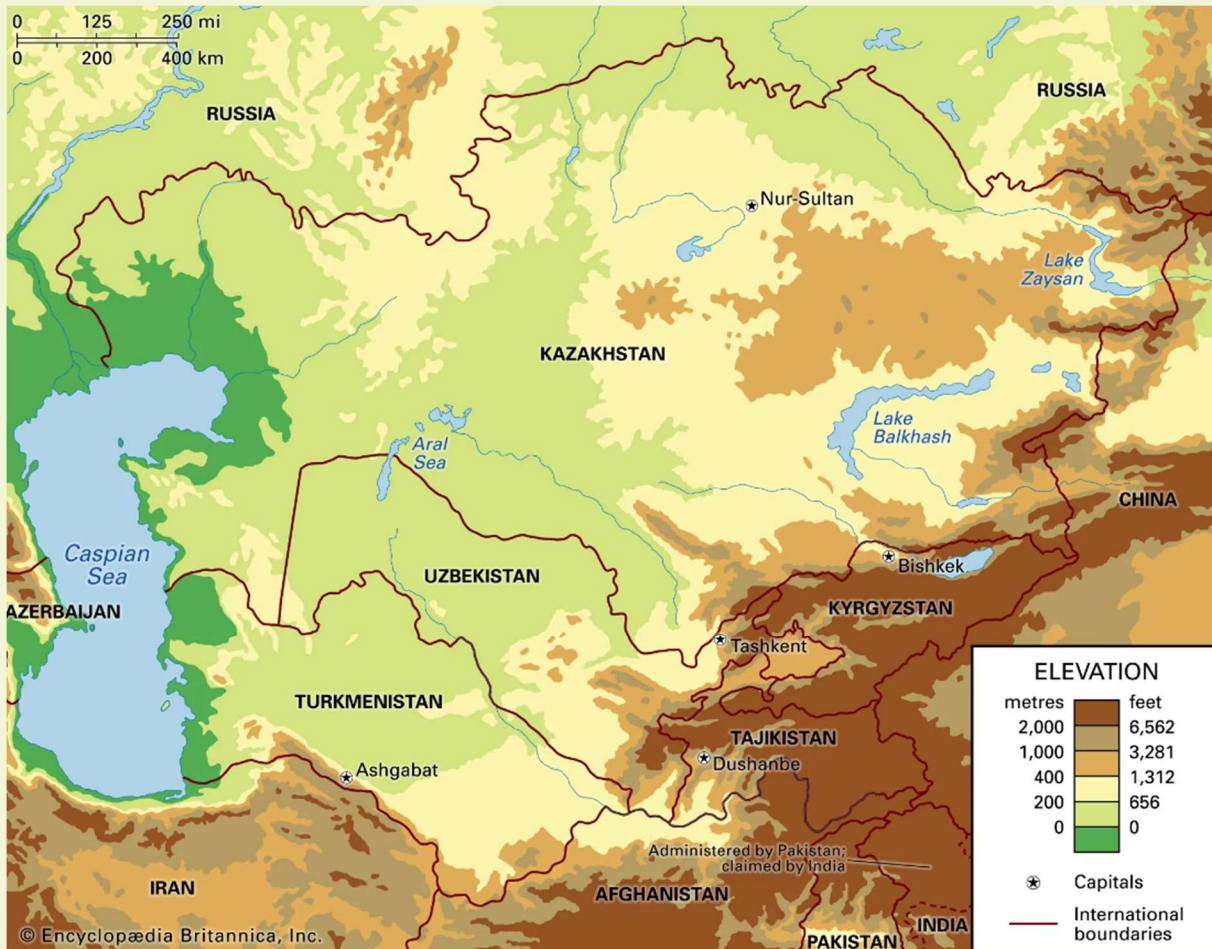 0 125 250 mi
0 200 400 km
RUSSIA
RUSSIA
Nur-Sultan
Lake
Zaysan
KAZAKHSTAN
Lake
Balkhash
Aral
Sea
CHINA
Caspian
Sea
UZBEKISTAN
Bishkek
AZERBAIJAN
KYRGYZSTAN
Tashkent
TURKMENISTAN
TAJIKISTAN
Dushanbe
Ashgabat
Administered by Pakistan;
claimed by India
IRAN
AFGHANISTAN
INDIA
PAKISTAN
ELEVATION
metres feet
2,000 6,562
1,000 3,281
400 1,312
200 656
0 0
Capitals
International
boundaries
© Encyclopædia Britannica, Inc.